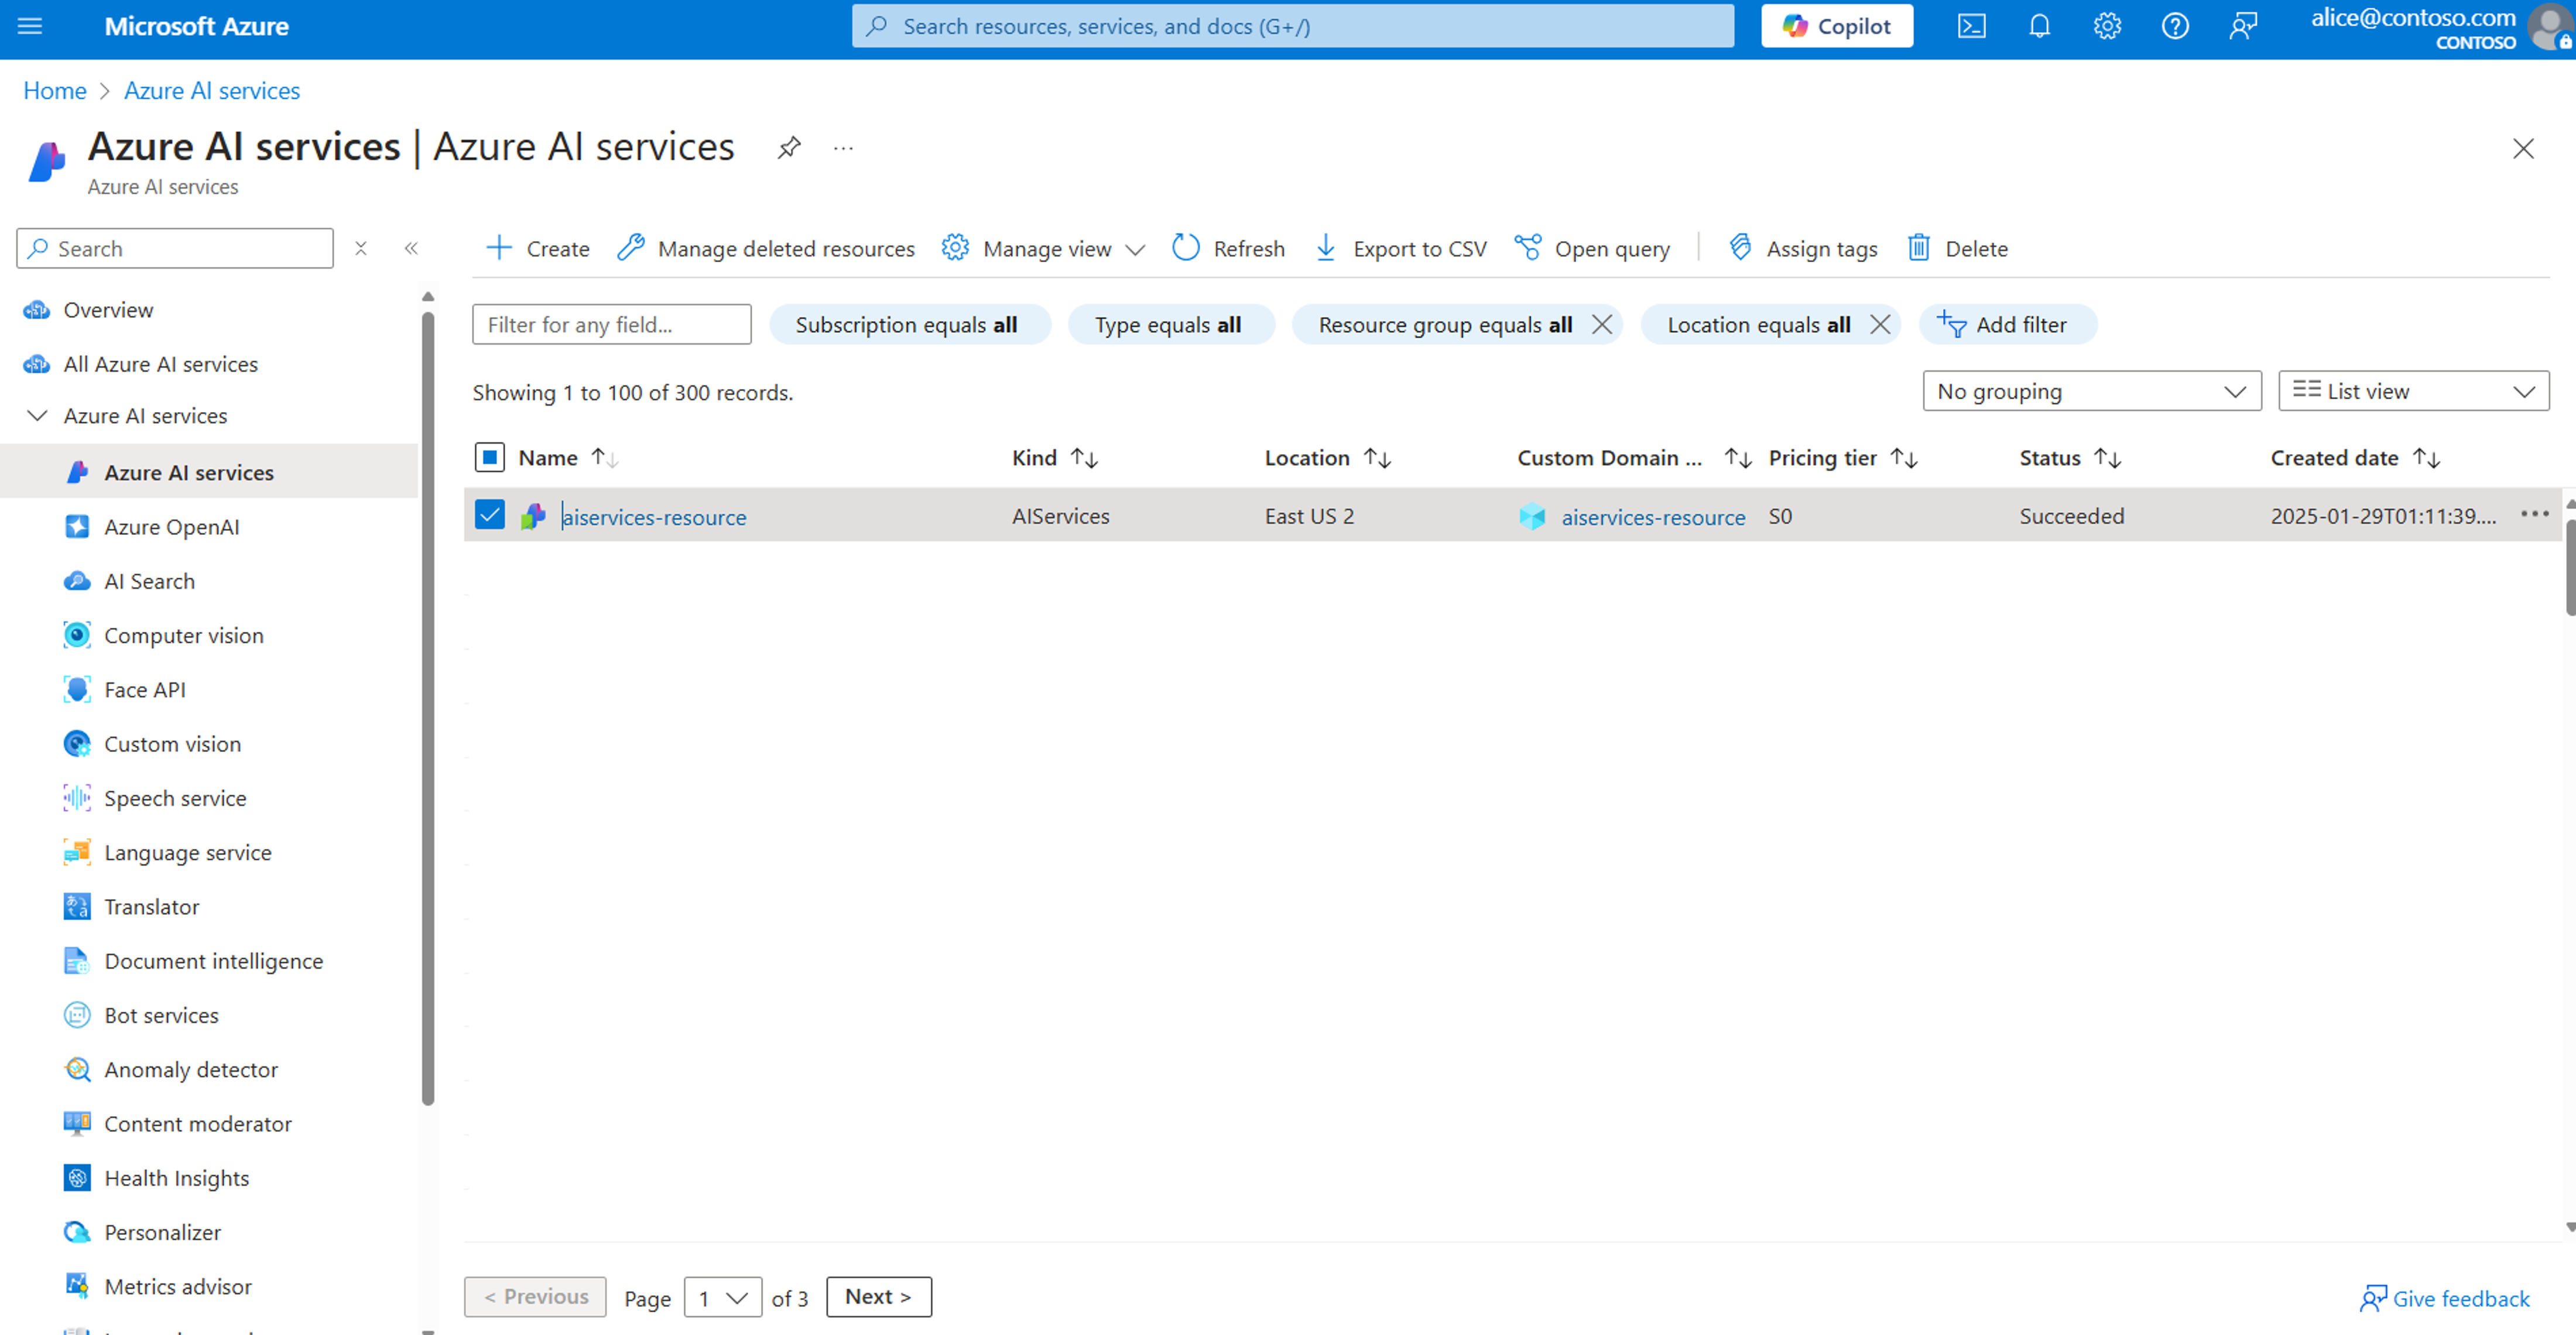 Microsoft Azure
Search resources, services, and docs (G+/)
Copilot
alice@contoso.com
CONTOSO
Home > Azure AI services
Azure AI services | Azure AI services
Azure AI services
Search
Create
Manage deleted resources
Manage view
Refresh
Export to CSV
Open query
Assign tags
Delete
Overview
All Azure AI services
Azure AI services
Azure AI services
Azure OpenAI
AI Search
Computer vision
Face API
Custom vision
Speech service
Language service
Translator
Document intelligence
Bot services
Anomaly detector
Content moderator
Health Insights
Personalizer
Metrics advisor
Filter for any field...
Subscription equals all
Type equals all
Resource group equals all
Location equals all
Add filter
Showing 1 to 100 of 300 records.
No grouping
List view
Name Kind Location Custom Domain ... Pricing tier Status Created date
aiservices-resource AIServices East US 2 aiservices-resource S0 Succeeded 2025-01-29T01:11:39....
< Previous Page 1 of 3 Next >
Give feedback